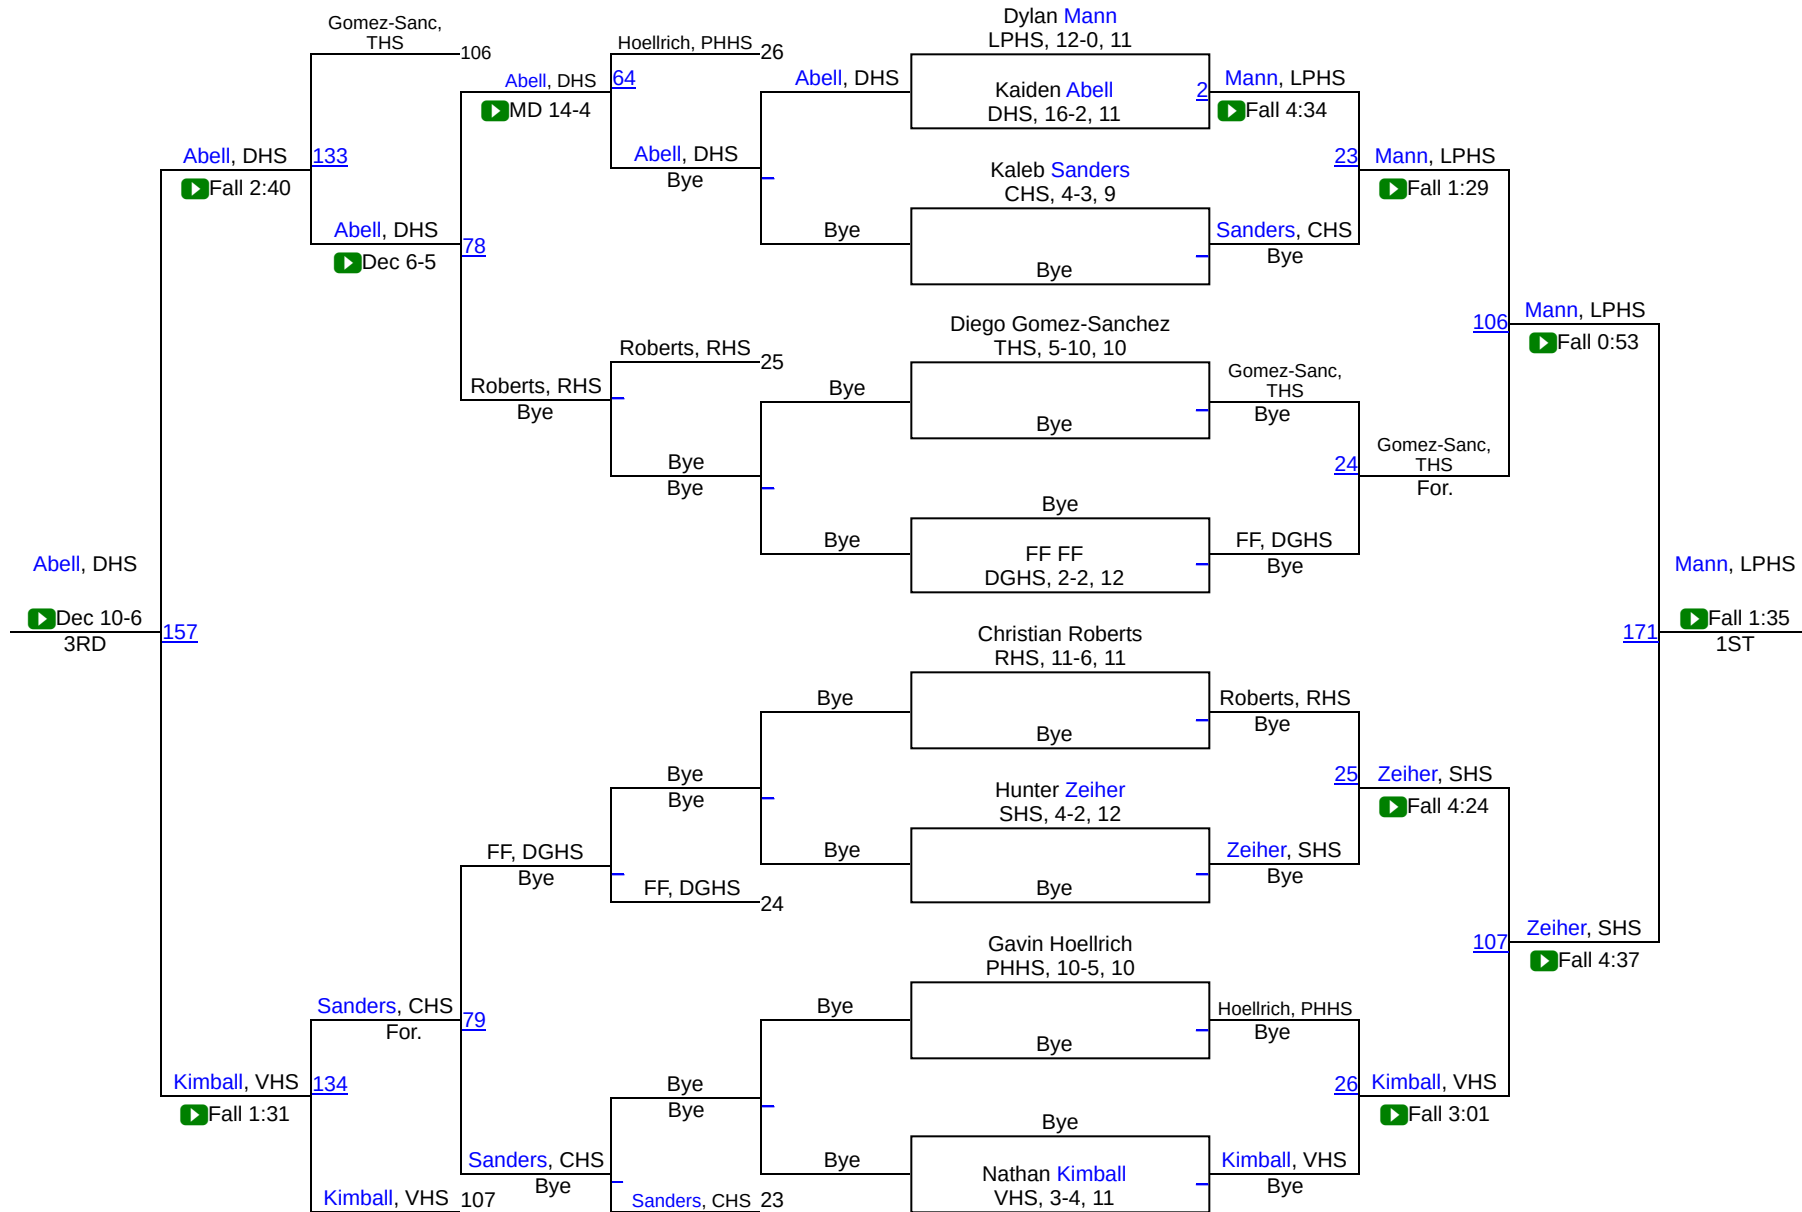 Gomez-Sanc,
THS
106
Abell, DHS
133
Fall 2:40
Abell, DHS
78
Dec 6-5
Abell, DHS
64
MD 14-4
Hoellrich, PHHS
26
Abell, DHS
Bye
Roberts, RHS
25
Roberts, RHS
Bye
Bye
Bye
Abell, DHS
157
Dec 10-6
3RD
FF, DGHS
Bye
Bye
Bye
FF, DGHS
24
Sanders, CHS
79
For.
Kimball, VHS
134
Fall 1:31
Kimball, VHS
107
Sanders, CHS
Bye
Bye
Bye
Sanders, CHS
23
Abell, DHS
Bye
Bye
Bye
Bye
Bye
Bye
Bye
Dylan Mann
LPHS, 12-0, 11
Kaiden Abell
DHS, 16-2, 11
2
Kaleb Sanders
CHS, 4-3, 9
Bye
Diego Gomez-Sanchez
THS, 5-10, 10
Bye
Bye
FF FF
DGHS, 2-2, 12
Christian Roberts
RHS, 11-6, 11
Bye
Hunter Zeiher
SHS, 4-2, 12
Bye
Gavin Hoellrich
PHHS, 10-5, 10
Bye
Bye
Nathan Kimball
VHS, 3-4, 11
Mann, LPHS
Fall 4:34
Sanders, CHS
Bye
Gomez-Sanc,
THS
Bye
FF, DGHS
Bye
Roberts, RHS
Bye
Zeiher, SHS
Bye
Hoellrich, PHHS
Bye
Kimball, VHS
Bye
23
Mann, LPHS
Fall 1:29
24
Gomez-Sanc,
THS
For.
25
Zeiher, SHS
Fall 4:24
26
Kimball, VHS
Fall 3:01
106
Mann, LPHS
Fall 0:53
107
Zeiher, SHS
Fall 4:37
Mann, LPHS
171
Fall 1:35
1ST